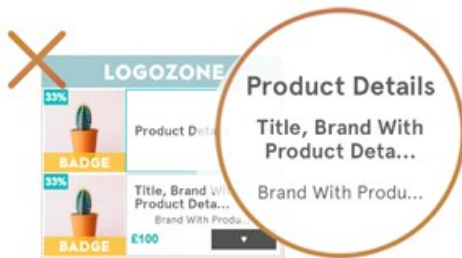 LOGOZONE
33%
Product Deta
BADGE
33%
Title, Brand Wi
Product Deta...
Brand With Produ...
£100
BADGE
Product Details
Title, Brand With
Product Deta...
Brand With Produ...